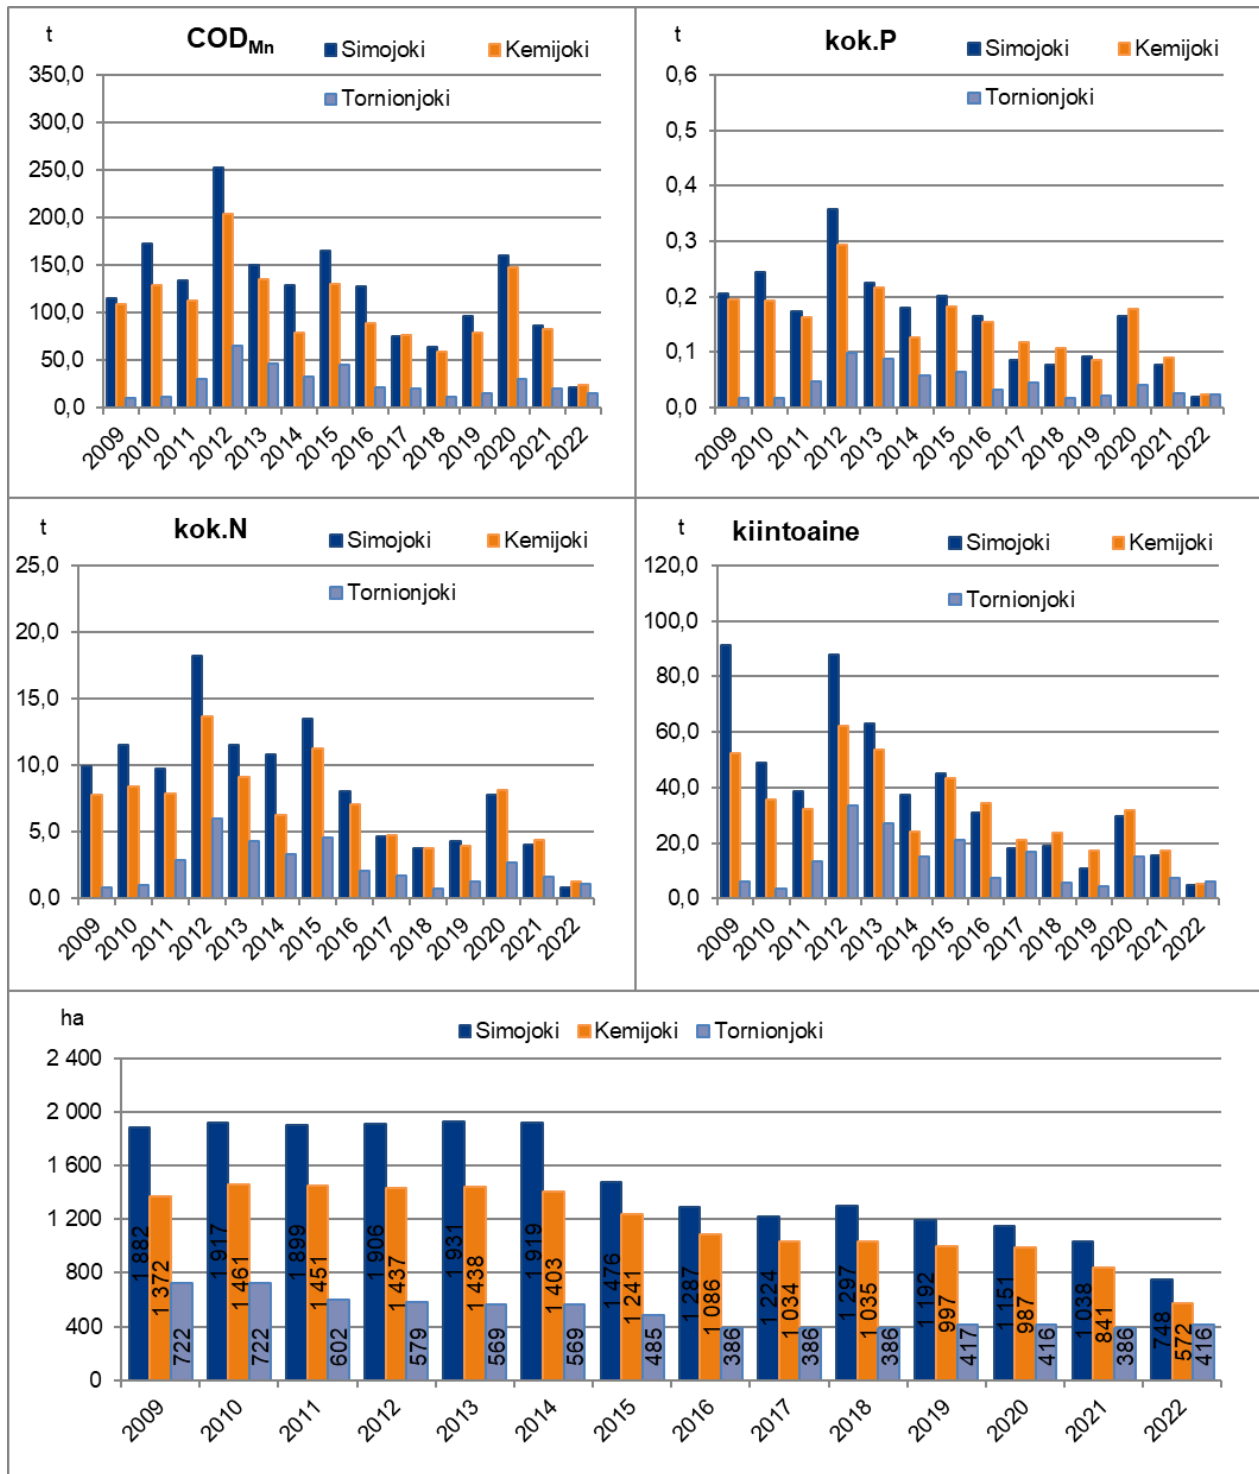 t COD_Mn Simojoki Kemijoki
Tornionjoki
350,0
300,0
250,0
200,0
150,0
100,0
50,0
0,0
2009 2010 2011 2012 2013 2014 2015 2016 2017 2018 2019 2020 2021 2022
t kok.P Simojoki Kemijoki
Tornionjoki
0,6
0,5
0,4
0,3
0,2
0,1
0,0
2009 2010 2011 2012 2013 2014 2015 2016 2017 2018 2019 2020 2021 2022
t kok.N Simojoki Kemijoki
Tornionjoki
25,0
20,0
15,0
10,0
5,0
0,0
2009 2010 2011 2012 2013 2014 2015 2016 2017 2018 2019 2020 2021 2022
t kiintoaine Simojoki Kemijoki
Tornionjoki
120,0
100,0
80,0
60,0
40,0
20,0
0,0
2009 2010 2011 2012 2013 2014 2015 2016 2017 2018 2019 2020 2021 2022
ha Simojoki Kemijoki Tornionjoki
2 400
2 000
1 600
1 200
800
400
0
1 882 1 372 722
1 917 1 461 722
1 899 1 451 602
1 906 1 437 579
1 931 1 438 569
1 919 1 403 569
1 476 1 241 485
1 287 1 086 386
1 224 1 034 386
1 297 1 035 386
1 192 997 417
1 151 987 416
1 038 841 386
748 572 416
2009 2010 2011 2012 2013 2014 2015 2016 2017 2018 2019 2020 2021 2022